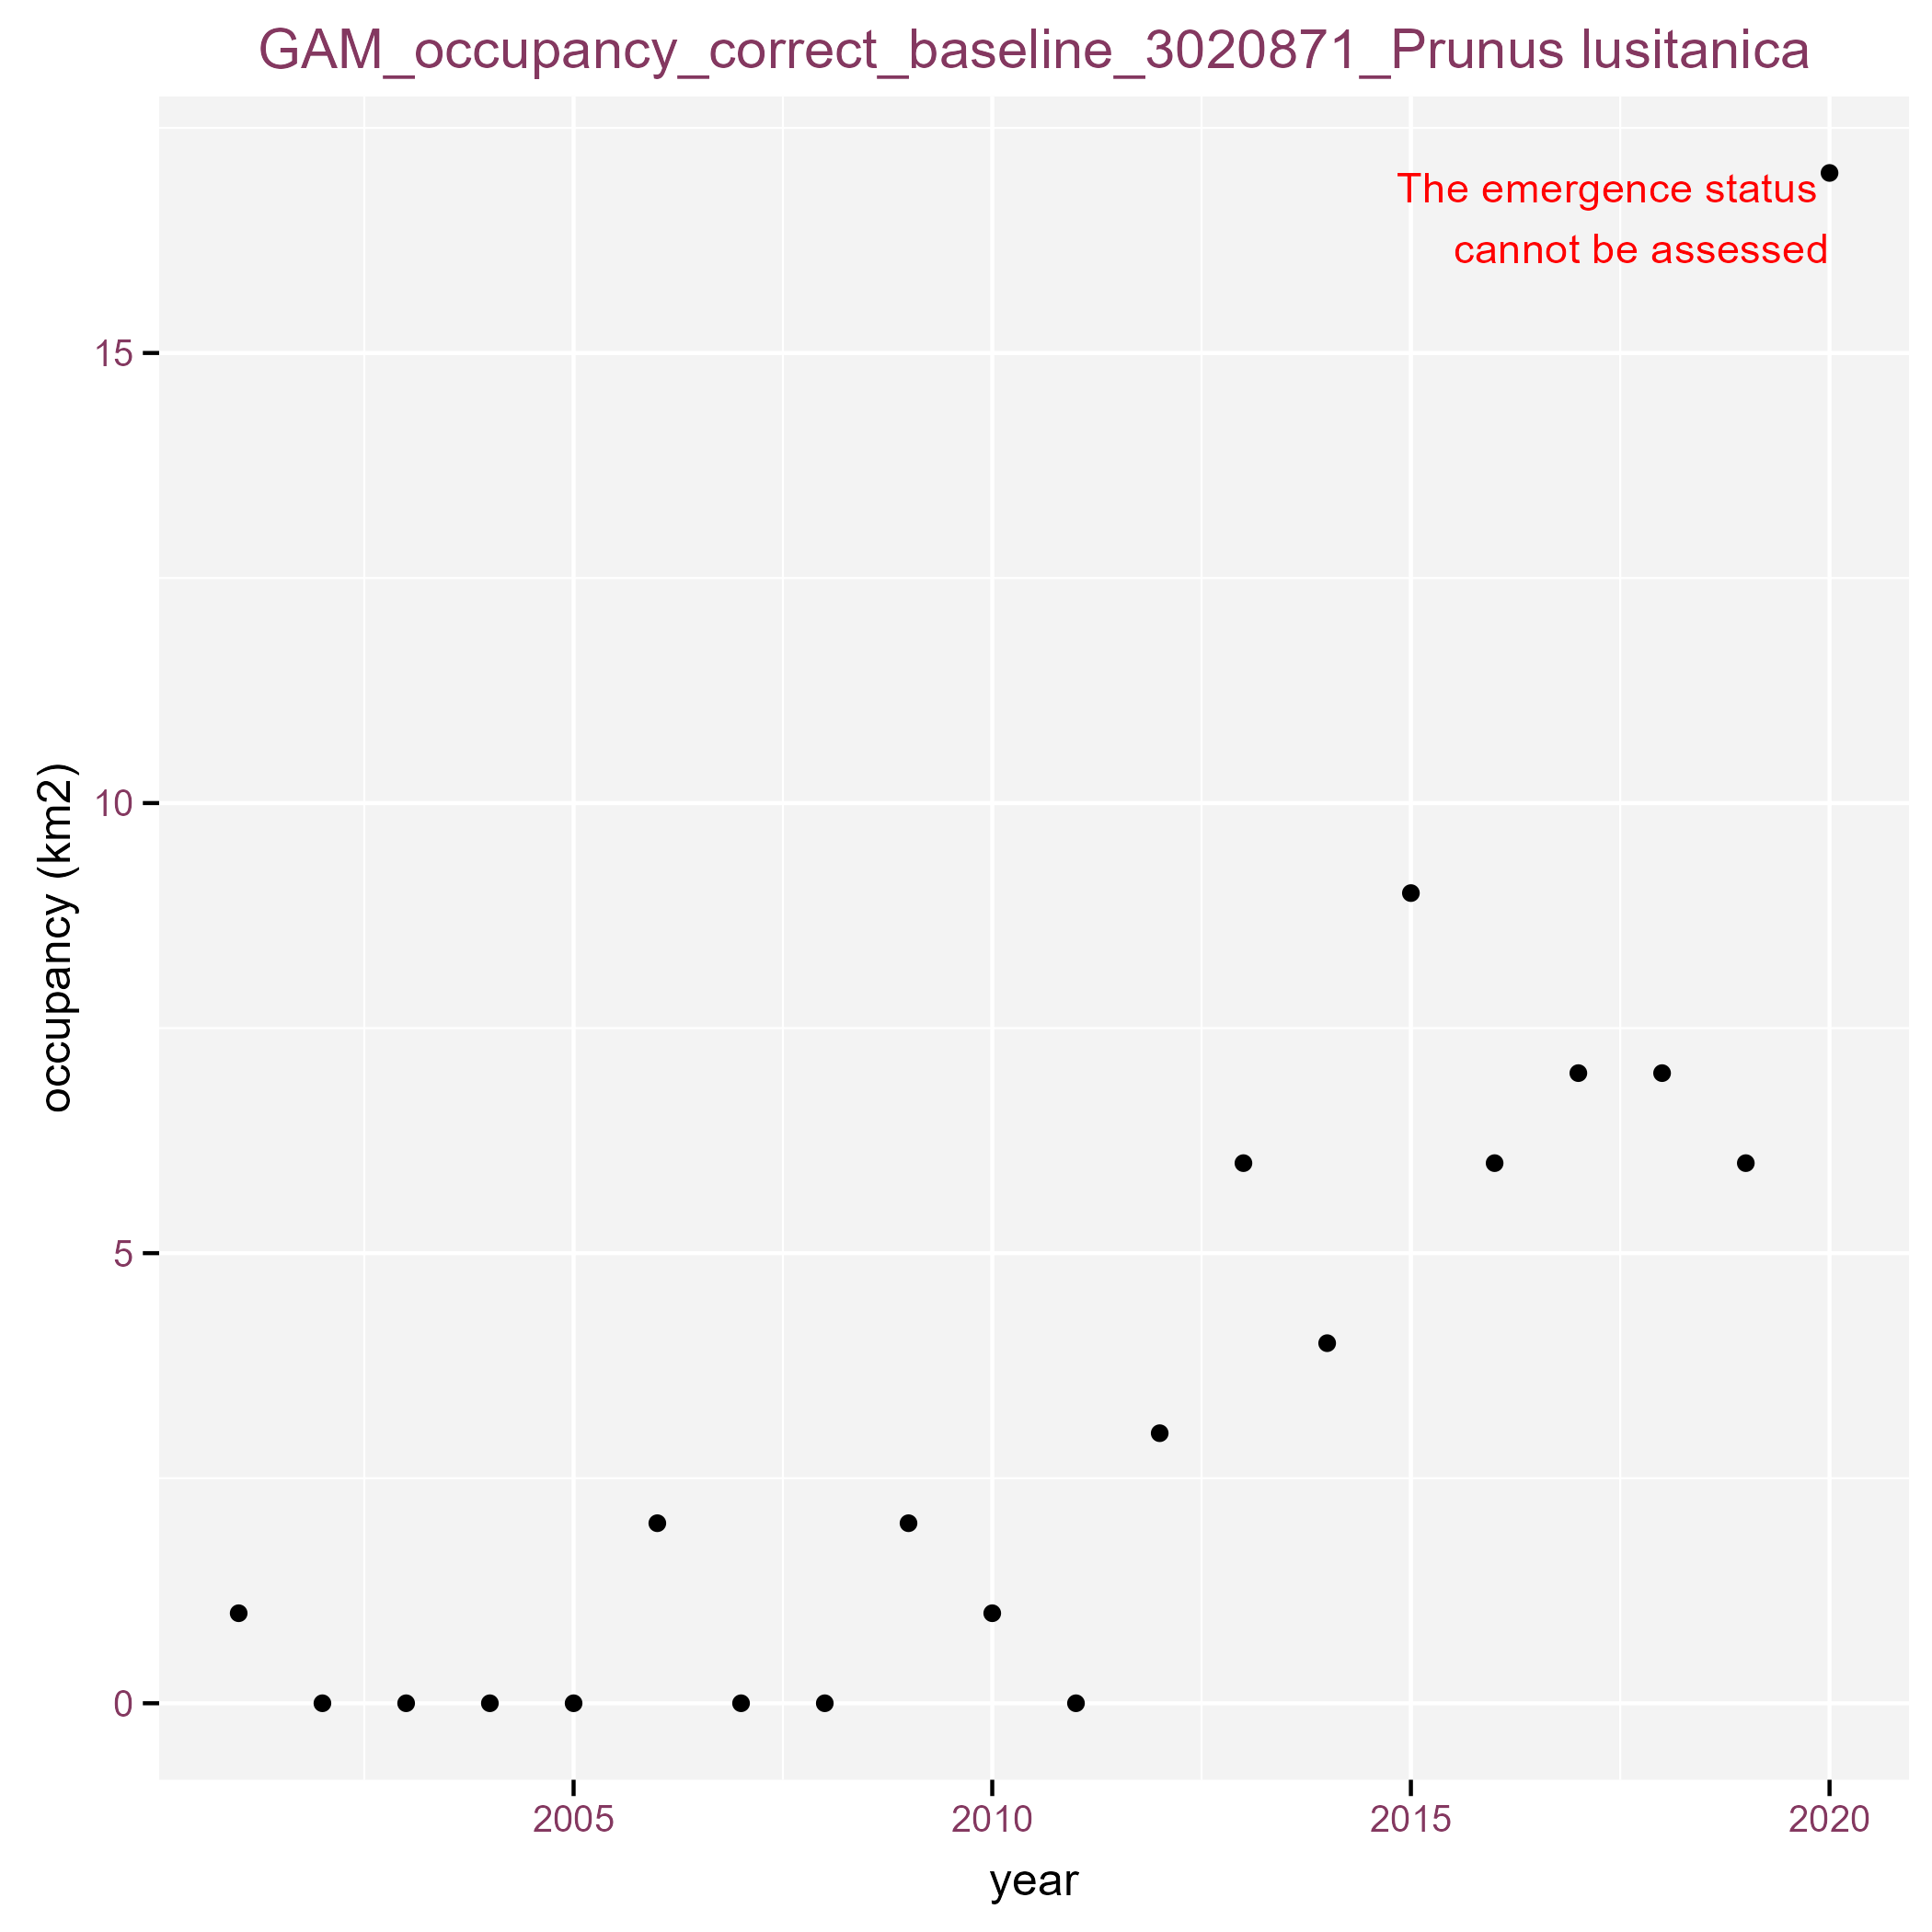 GAM_occupancy_correct_baseline_3020871_Prunus lusitanica
The emergence status
cannot be assessed
15
10
5
0
occupancy (km2)
2005 2010 2015 2020
year